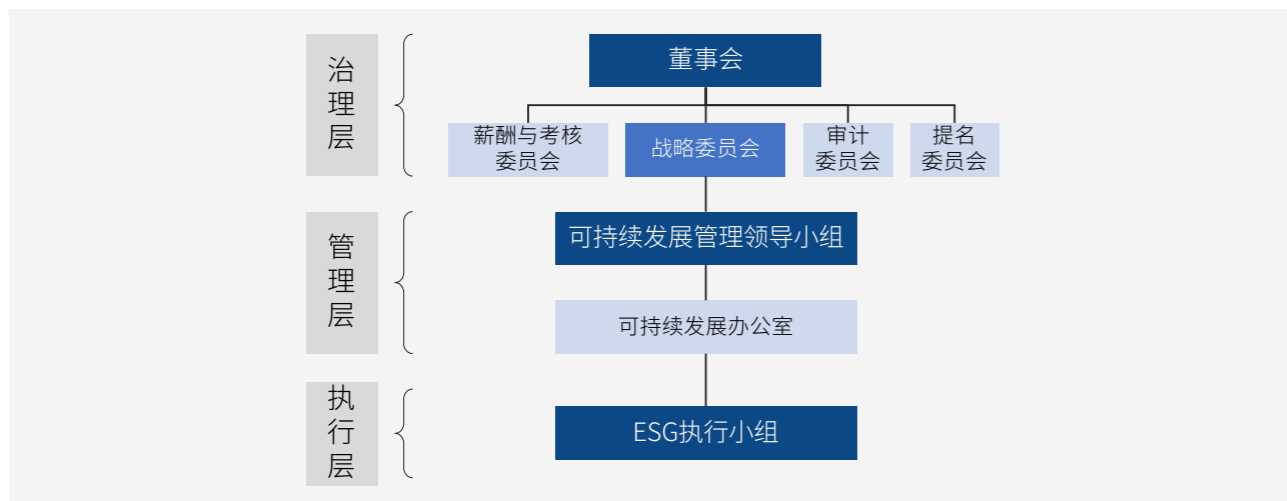 治理层
董事会
薪酬与考核
委员会
战略委员会
审计
委员会
提名
委员会
管理层
可持续发展管理领导小组
可持续发展办公室
执行层
ESG执行小组